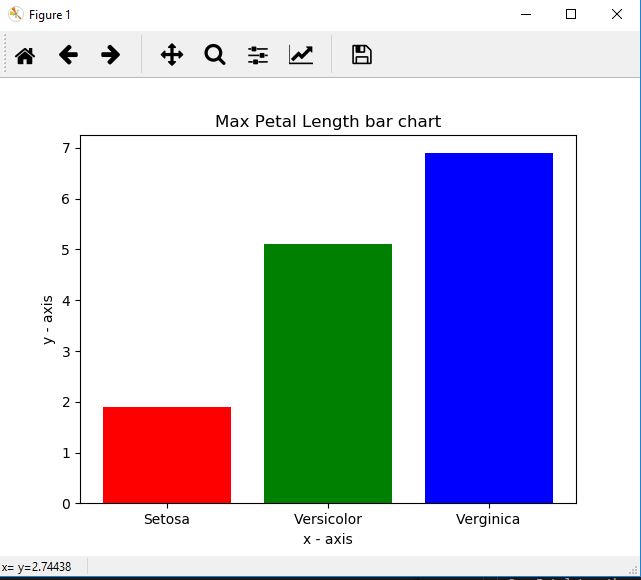 Figure 1
Max Petal Length bar chart
7
6
5
4
3
2
1
0
y - axis
Setosa Versicolor Verginica
x - axis
x= y=2.74438